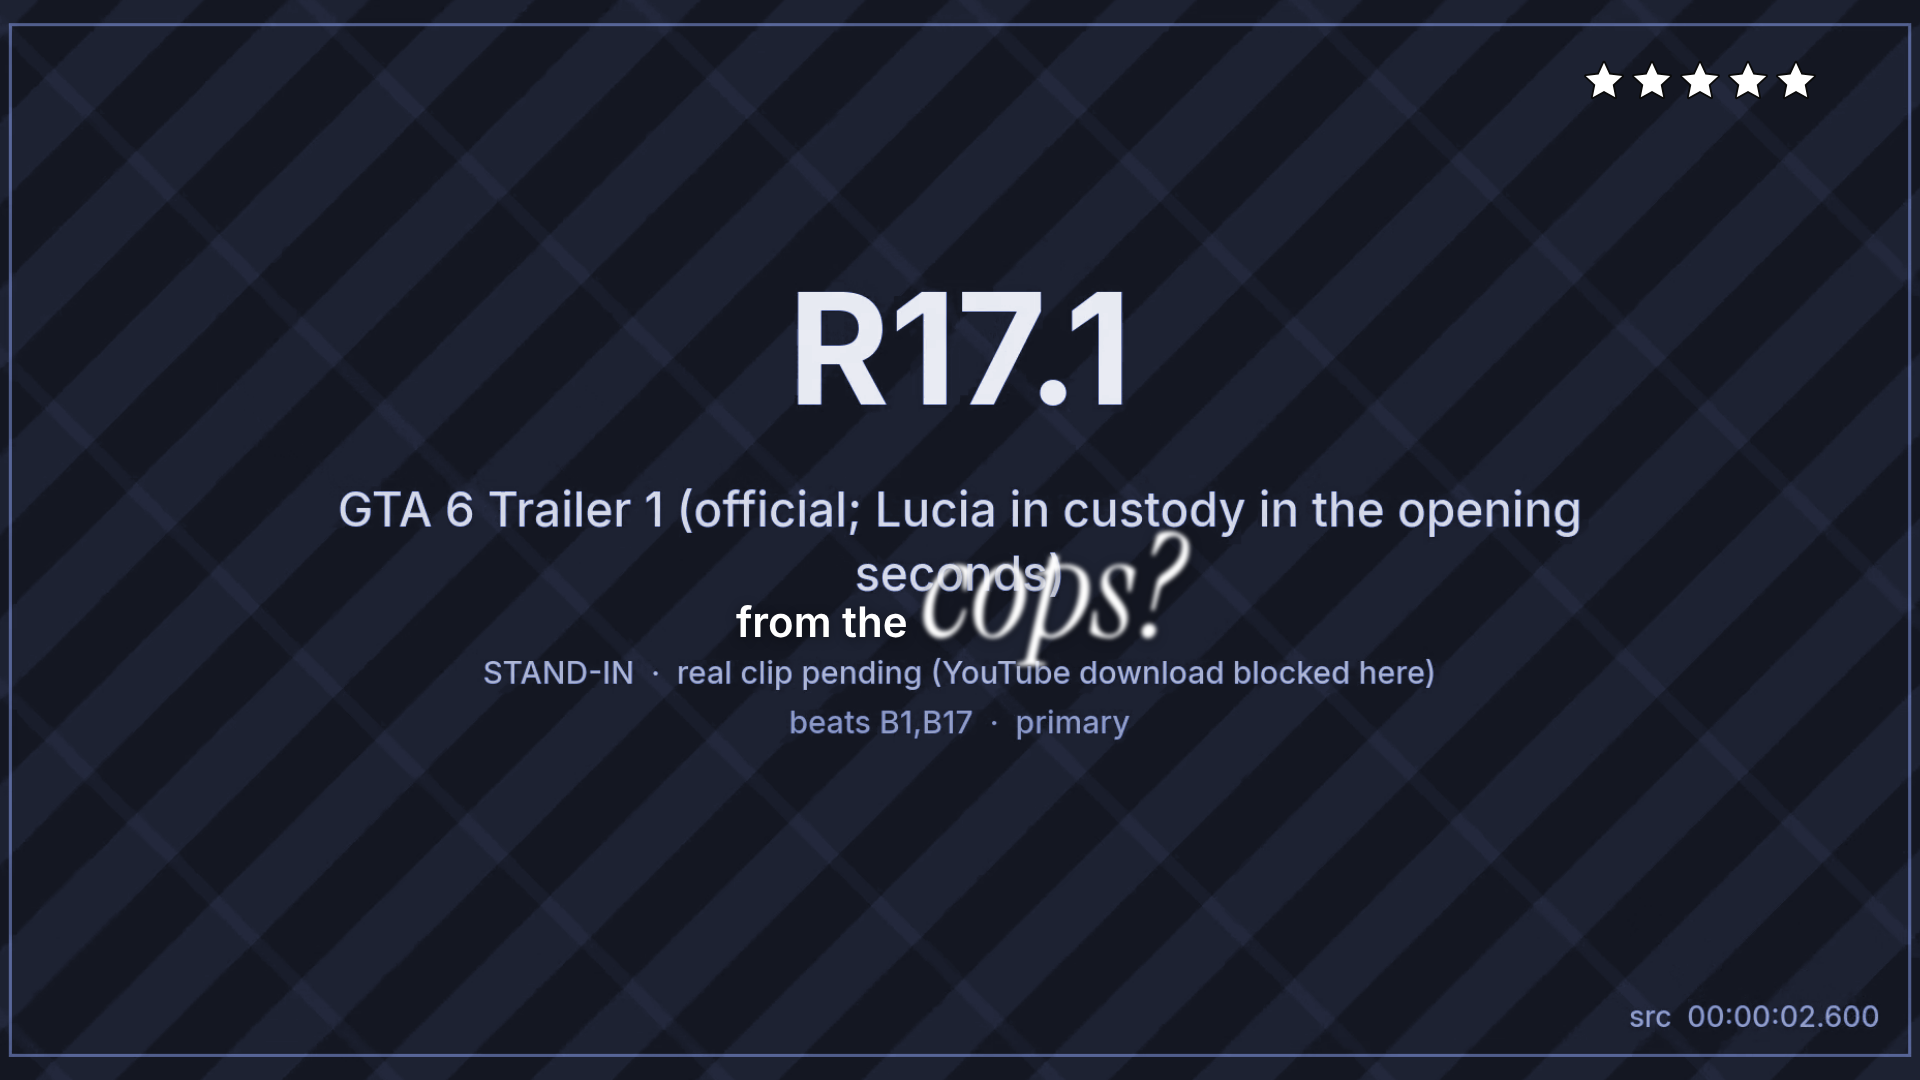 R17.1
GTA 6 Trailer 1 (official; Lucia in custody in the opening
seconds)
from the cops?
STAND-IN · real clip pending (YouTube download blocked here)
beats B1,B17 · primary
src 00:00:02.600